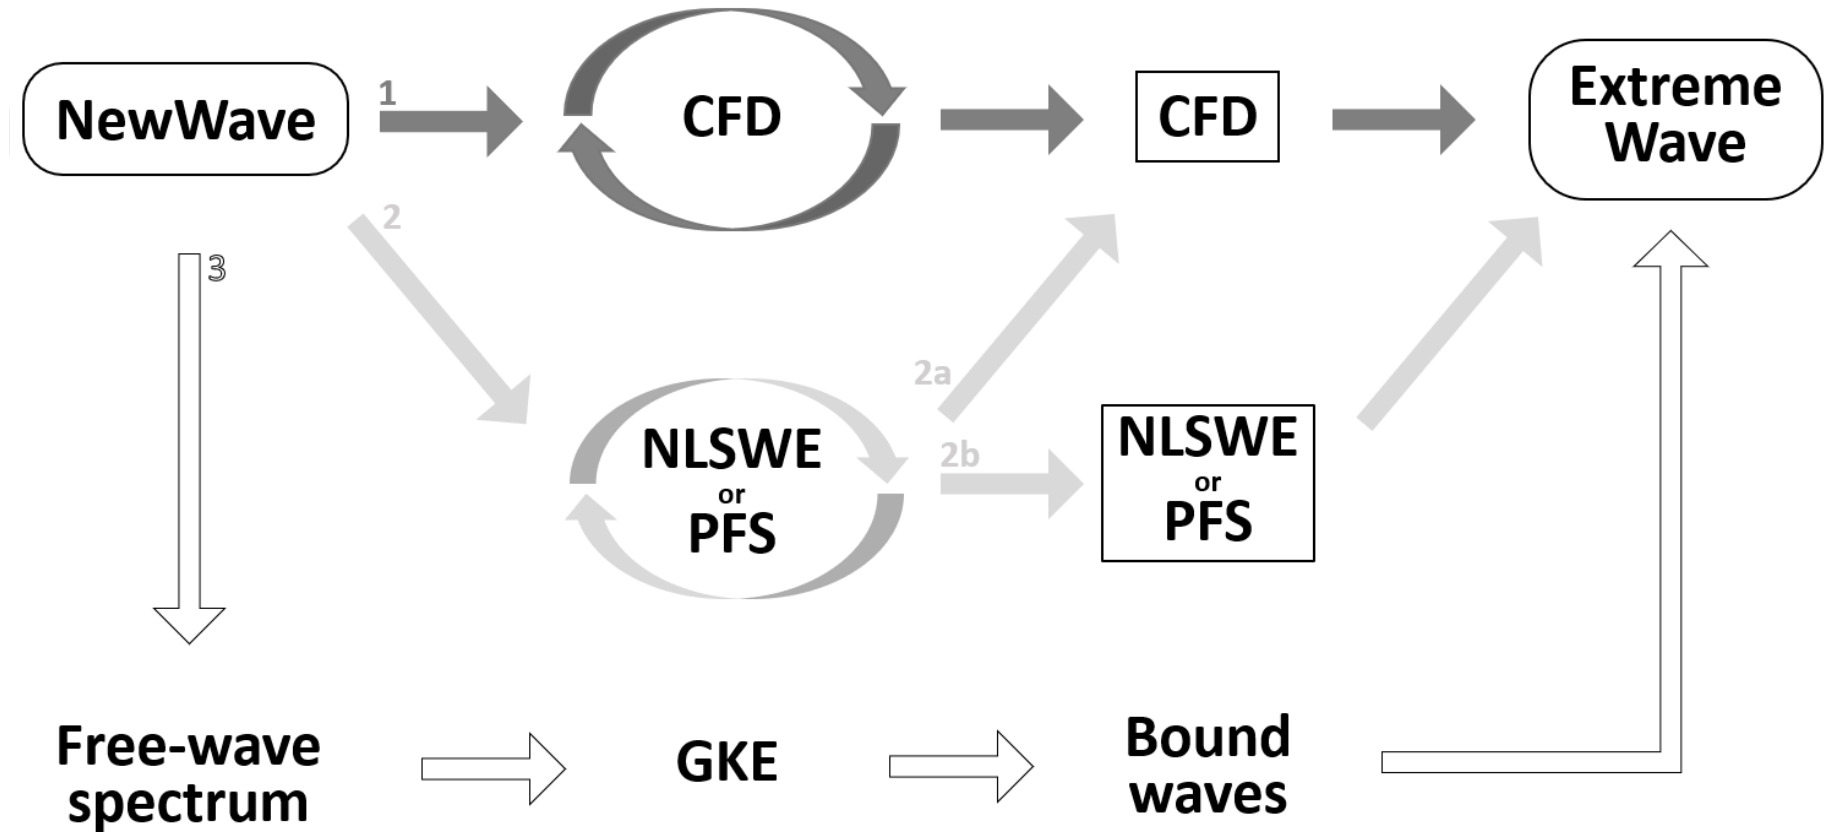 NewWave
1
CFD
CFD
Extreme
Wave
2
3
2a
2b
NLSWE
or
PFS
NLSWE
or
PFS
Free-wave
spectrum
GKE
Bound
waves